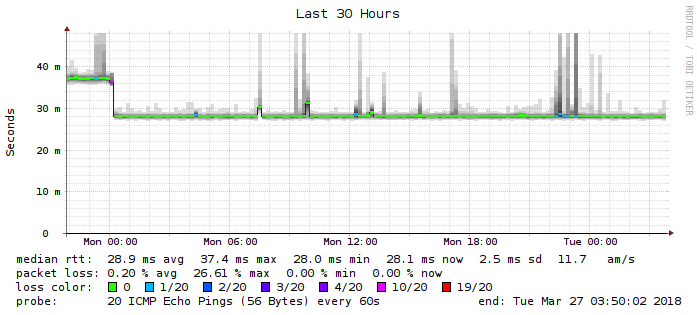 Last 30 Hours
RRDTOOL / TOBI OETIKER
Seconds
40 m
30 m
20 m
10 m
0
Mon 00:00 Mon 06:00 Mon 12:00 Mon 18:00 Tue 00:00
median rtt: 28.9 ms avg 37.4 ms max 28.0 ms min 28.1 ms now 2.5 ms sd 11.7 am/s
packet loss: 0.20 % avg 26.61 % max 0.00 % min 0.00 % now
loss color: 0 1/20 2/20 3/20 4/20 10/20 19/20
probe: 20 ICMP Echo Pings (56 Bytes) every 60s end: Tue Mar 27 03:50:02 2018